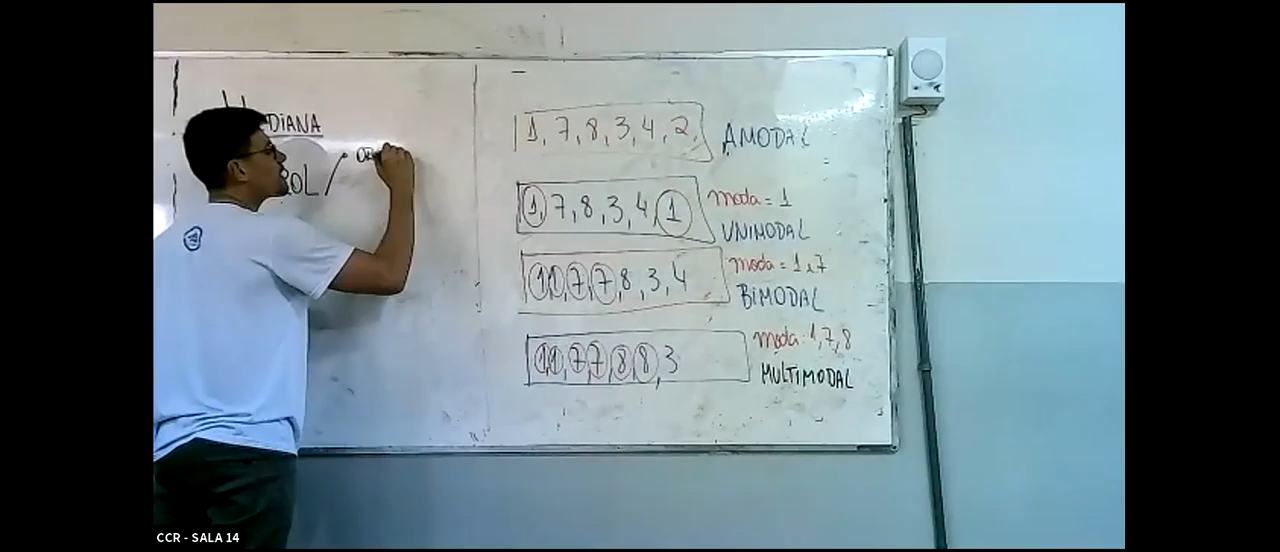 DIANA
OL /
1, 7, 8, 3, 4, 2,
AMODAL
1, 7, 8, 3, 4, 1
moda = 1
UNIMODAL
1, 1, 7, 7, 8, 3, 4
moda = 1 e 7
BIMODAL
1, 1, 7, 7, 8, 8, 3
moda: 1, 7, 8
MULTIMODAL
CCR - SALA 14